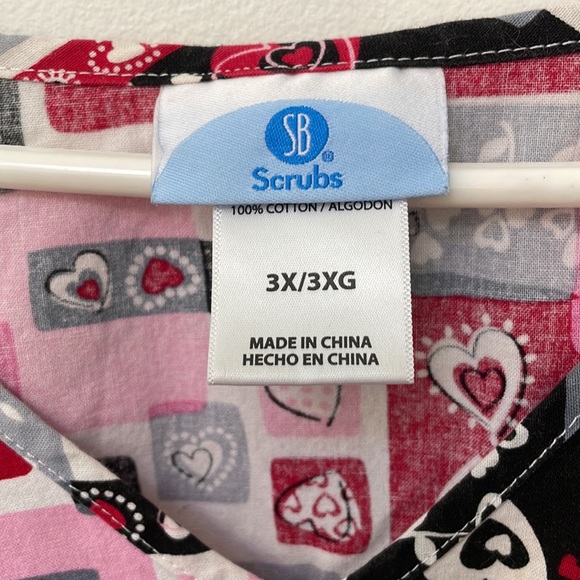 SB
®
Scrubs
100% COTTON / ALGODON
3X/3XG
MADE IN CHINA
HECHO EN CHINA